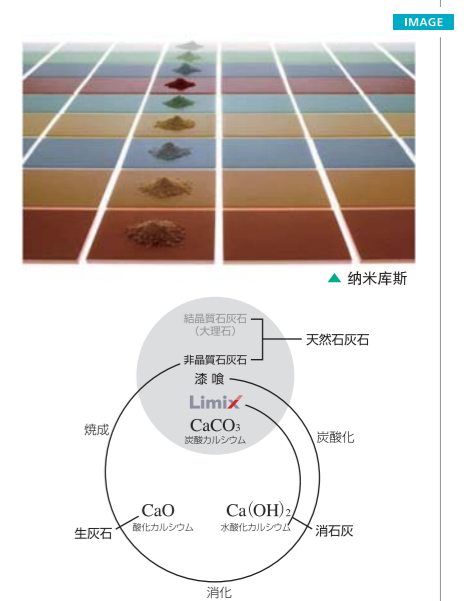 IMAGE
▲ 纳米库斯
結晶質石灰石
（大理石）
天然石灰石
非晶質石灰石
漆喰
Limix
CaCO₃
炭酸カルシウム
焼成
炭酸化
CaO
酸化カルシウム
Ca(OH)₂
水酸化カルシウム
生灰石
消石灰
消化